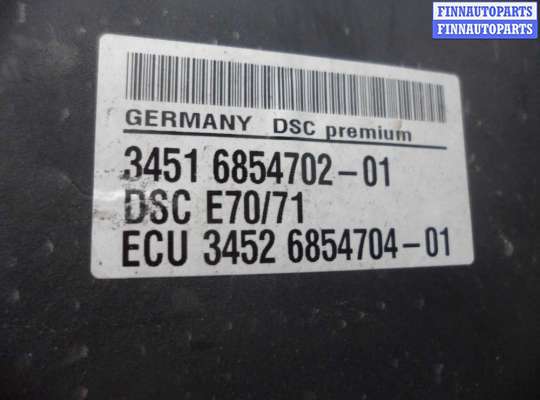 FINNAUTOPARTS
FINNAUTOPARTS
GERMANY DSC premium
3451 6854702-01
DSC E70/71
ECU 3452 6854704-01